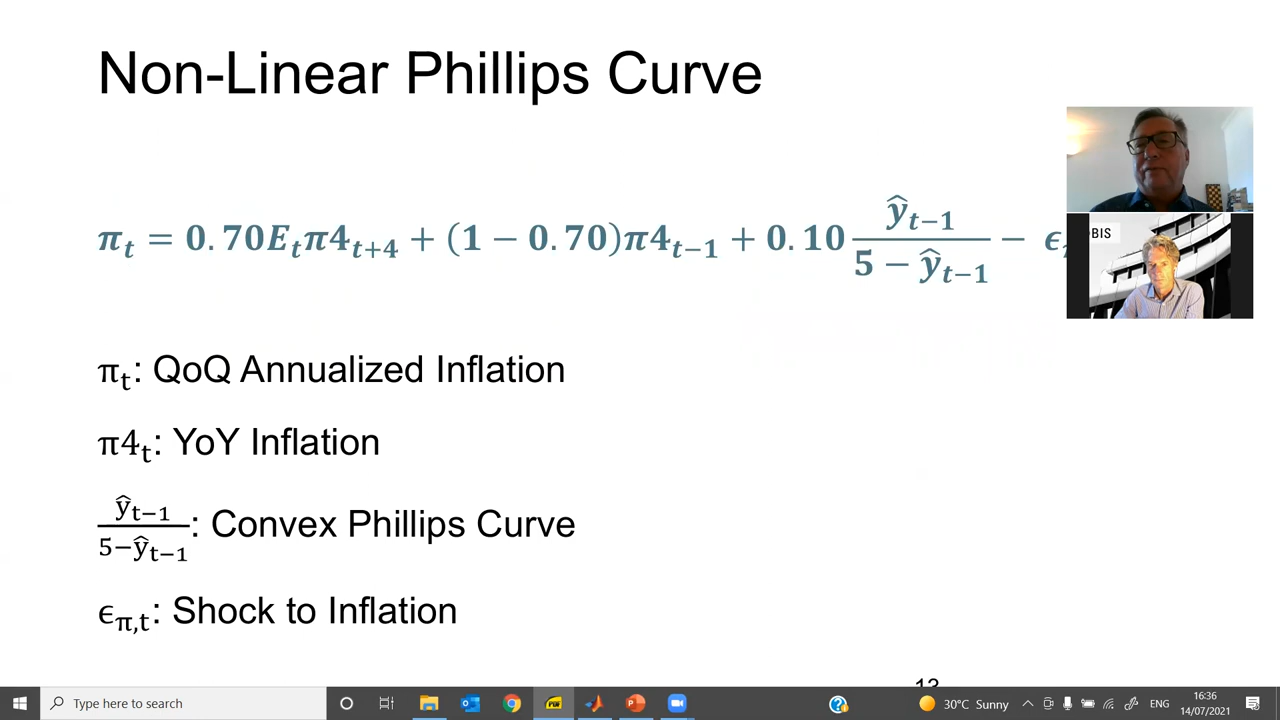 Non-Linear Phillips Curve
π_t = 0.70E_tπ4_{t+4} + (1 − 0.70)π4_{t−1} + 0.10 ŷ_{t−1} / (5 − ŷ_{t−1}) − ϵ
BIS
π_t: QoQ Annualized Inflation
π4_t: YoY Inflation
ŷ_{t−1} / (5−ŷ_{t−1}): Convex Phillips Curve
ϵ_{π,t}: Shock to Inflation
13
Type here to search
30°C Sunny
ENG
16:36
14/07/2021